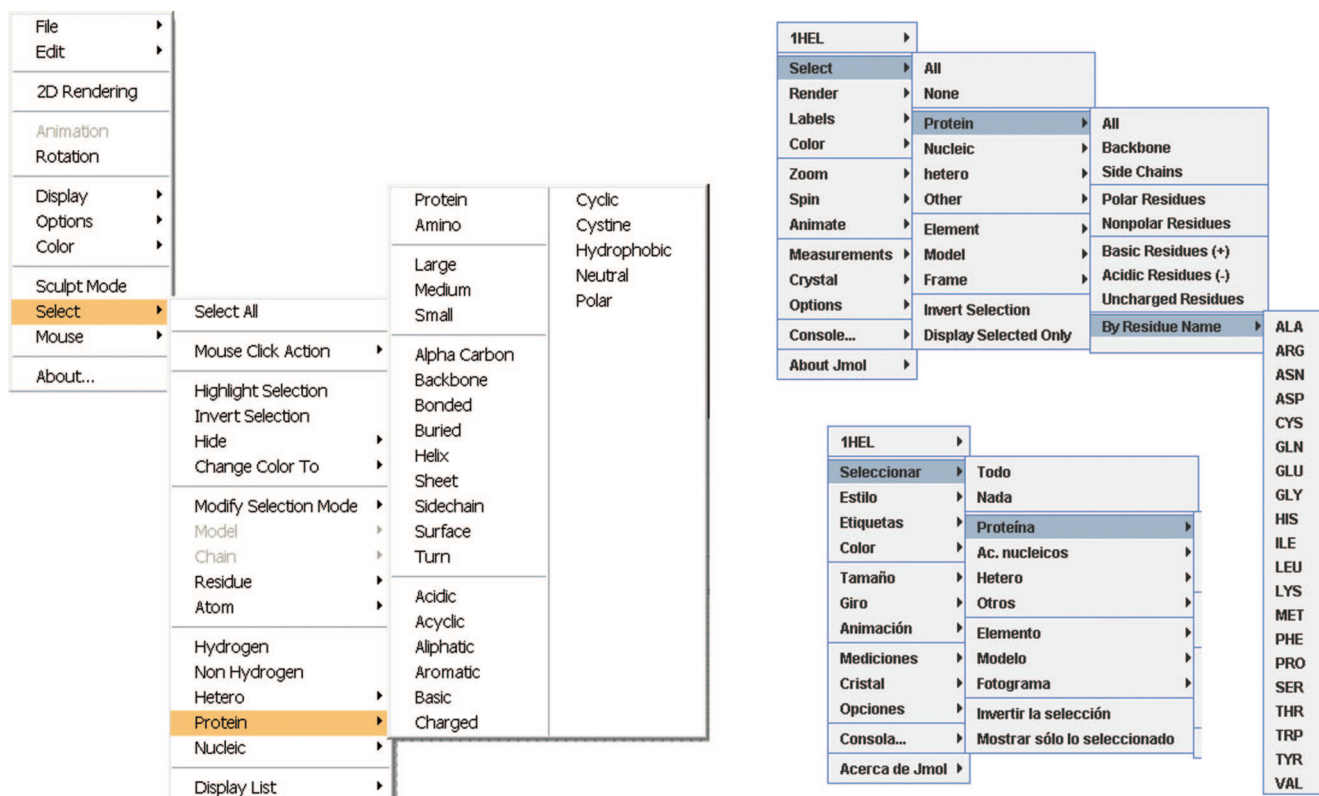 File
Edit
2D Rendering
Animation
Rotation
Display
Options
Color
Sculpt Mode
Select
Mouse
About...
Select All
Mouse Click Action
Highlight Selection
Invert Selection
Hide
Change Color To
Modify Selection Mode
Model
Chain
Residue
Atom
Hydrogen
Non Hydrogen
Hetero
Protein
Nucleic
Display List
Protein
Amino
Large
Medium
Small
Alpha Carbon
Backbone
Bonded
Buried
Helix
Sheet
Sidechain
Surface
Turn
Acidic
Acyclic
Aliphatic
Aromatic
Basic
Charged
Cyclic
Cystine
Hydrophobic
Neutral
Polar
1HEL
Select
Render
Labels
Color
Zoom
Spin
Animate
Measurements
Crystal
Options
Console...
About Jmol
All
None
Protein
Nucleic
hetero
Other
Element
Model
Frame
Invert Selection
Display Selected Only
All
Backbone
Side Chains
Polar Residues
Nonpolar Residues
Basic Residues (+)
Acidic Residues (-)
Uncharged Residues
By Residue Name
ALA
ARG
ASN
ASP
CYS
GLN
GLU
GLY
HIS
ILE
LEU
LYS
MET
PHE
PRO
SER
THR
TRP
TYR
VAL
1HEL
Seleccionar
Estilo
Etiquetas
Color
Tamaño
Giro
Animación
Mediciones
Cristal
Opciones
Consola...
Acerca de Jmol
Todo
Nada
Proteína
Ac. nucleicos
Hetero
Otros
Elemento
Modelo
Fotograma
Invertir la selección
Mostrar sólo lo seleccionado